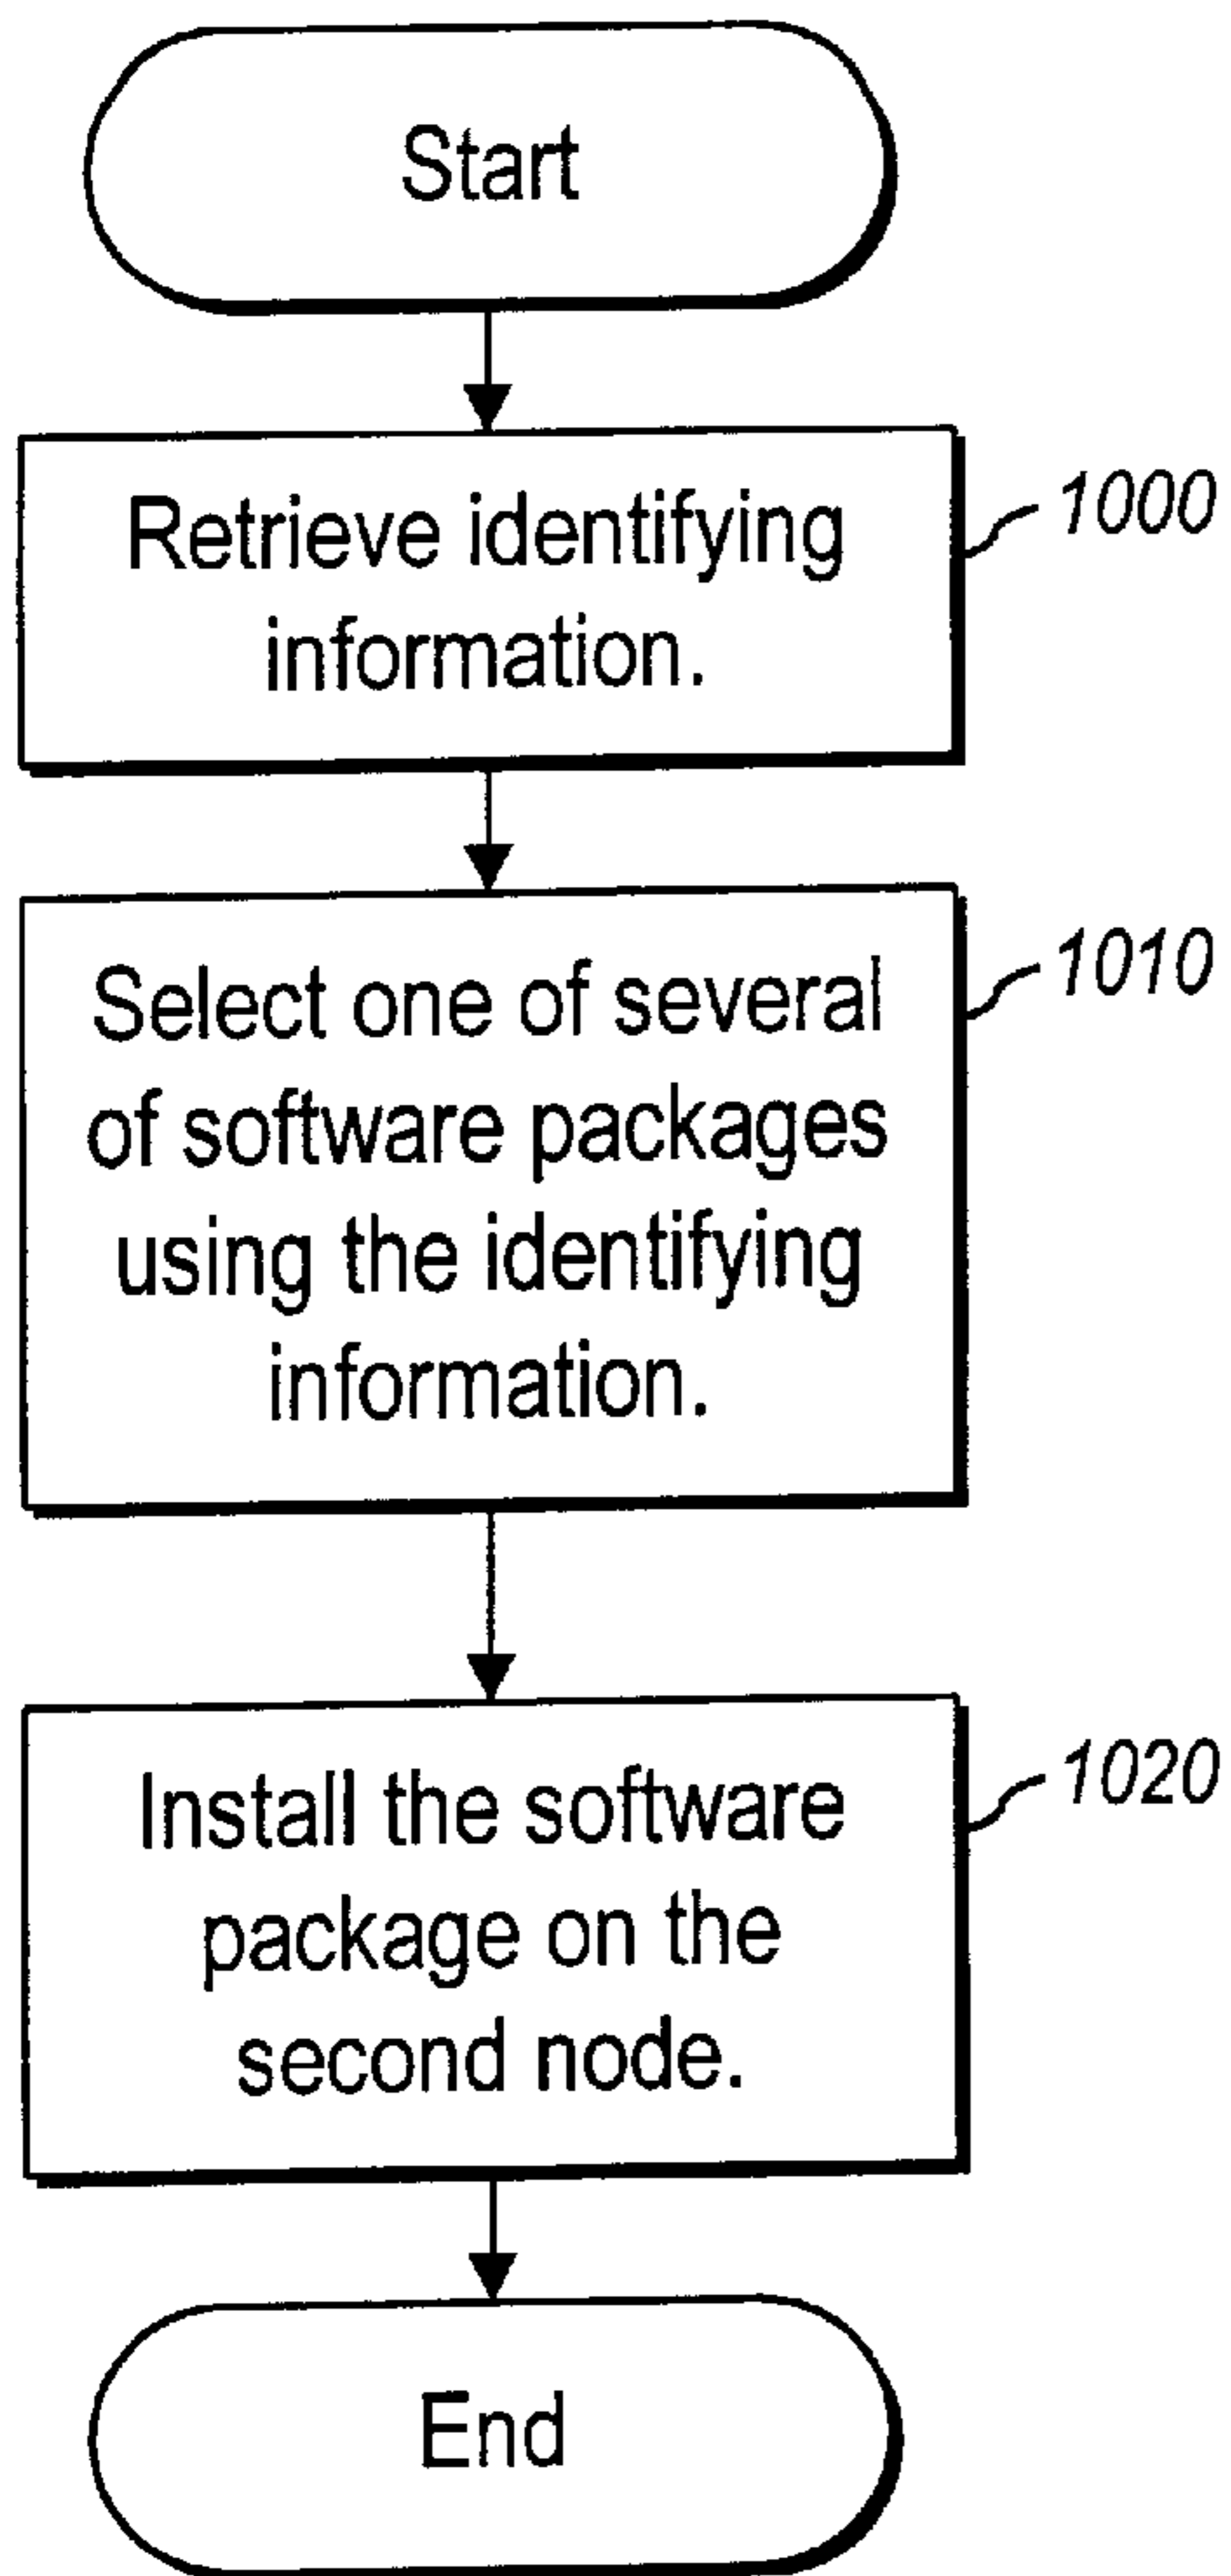 Start
Retrieve identifying
information.
1000
Select one of several
of software packages
using the identifying
information.
1010
Install the software
package on the
second node.
1020
End